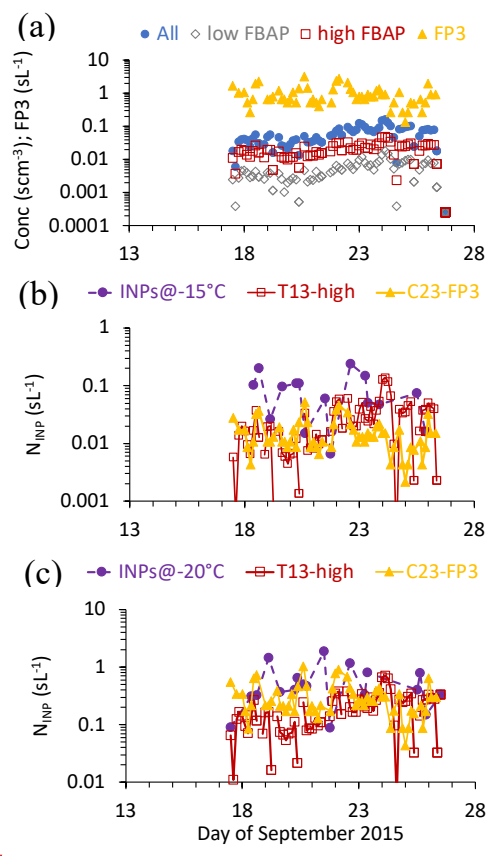 (a)
All low FBAP high FBAP FP3
Conc (scm⁻³); FP3 (sL⁻¹)
10
1
0.1
0.01
0.001
0.0001
13 18 23 28
(b)
INPs@-15°C T13-high C23-FP3
N_INP (sL⁻¹)
1
0.1
0.01
0.001
13 18 23 28
(c)
INPs@-20°C T13-high C23-FP3
N_INP (sL⁻¹)
10
1
0.1
0.01
13 18 23 28
Day of September 2015